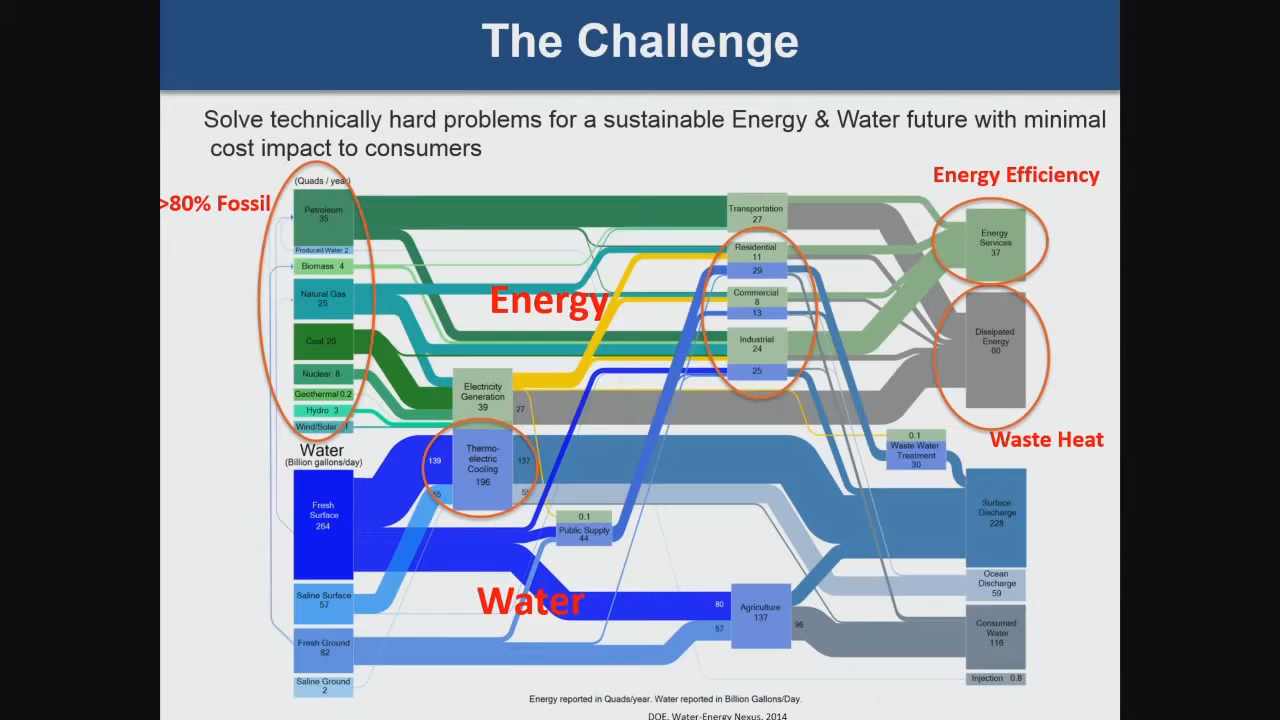 The Challenge
Solve technically hard problems for a sustainable Energy & Water future with minimal
cost impact to consumers
>80% Fossil
(Quads / year)
Petroleum
35
Produced Water 2
Biomass 4
Natural Gas
25
Coal 20
Nuclear 8
Geothermal 0.2
Hydro 3
Wind/Solar 1
Water
(Billion gallons/day)
Fresh
Surface
264
Saline Surface
57
Fresh Ground
82
Saline Ground
2
Energy
Water
Electricity
Generation
39
27
139
Thermo-
electric
Cooling
196
137
55
55
0.1
Public Supply
44
Transportation
27
Residential
11
29
Commercial
8
13
Industrial
24
25
80
57
Agriculture
137
96
0.1
Waste Water
Treatment
30
Energy Efficiency
Energy
Services
37
Dissipated
Energy
60
Waste Heat
Surface
Discharge
228
Ocean
Discharge
59
Consumed
Water
116
Injection 0.8
Energy reported in Quads/year. Water reported in Billion Gallons/Day.
DOE, Water-Energy Nexus, 2014